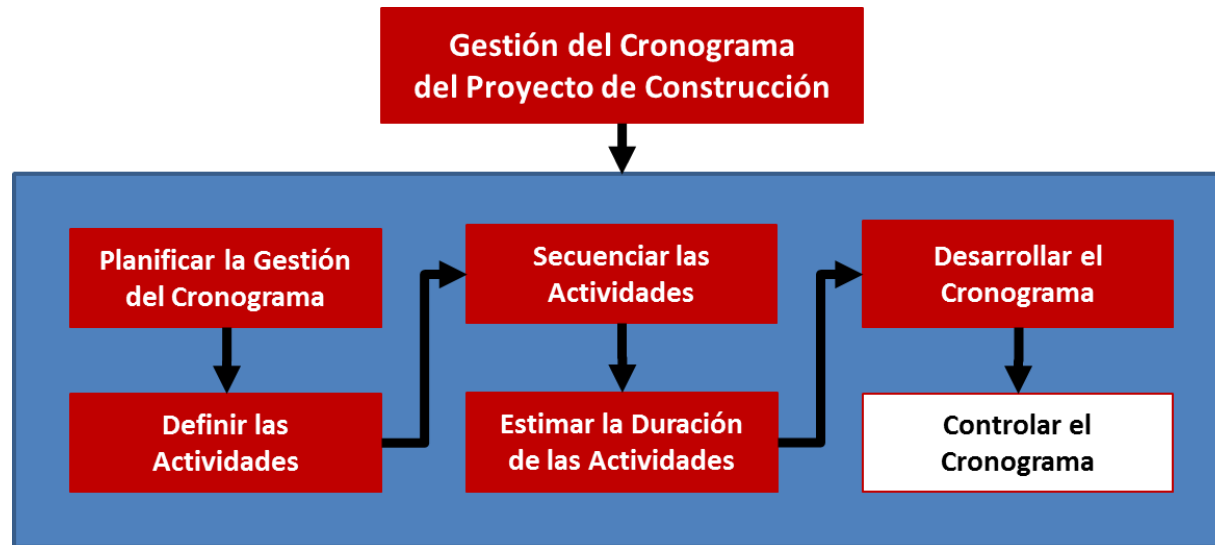 Gestión del Cronograma
del Proyecto de Construcción
Planificar la Gestión
del Cronograma
Definir las
Actividades
Secuenciar las
Actividades
Estimar la Duración
de las Actividades
Desarrollar el
Cronograma
Controlar el
Cronograma